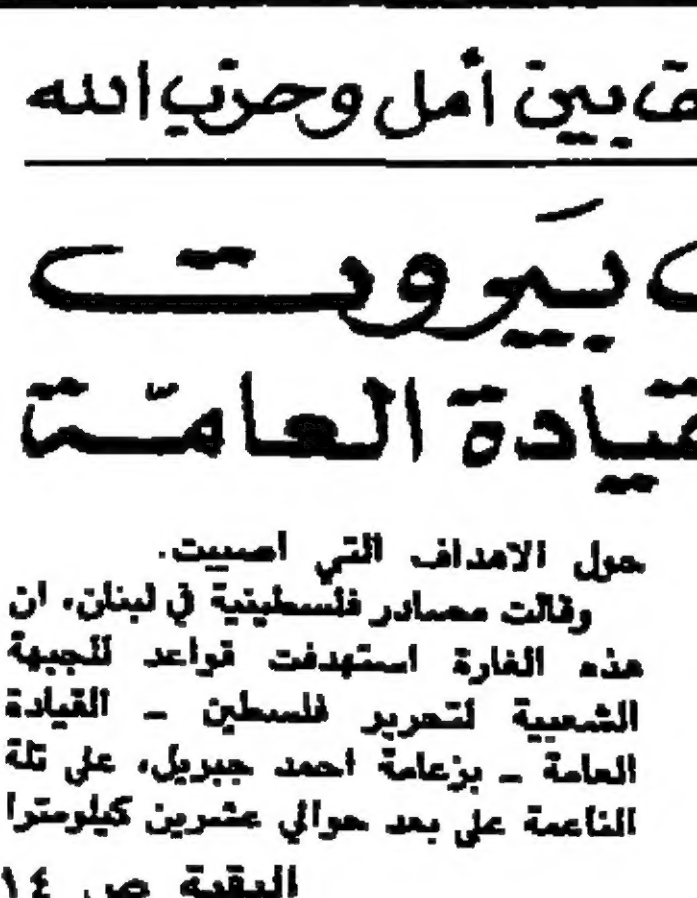 بين أمل وحزب الله
بيروت
القيادة العامة
حول الاهداف التي اصيبت.
وقالت مصادر فلسطينية في لبنان، ان
هذه الغارة استهدفت قواعد للجبهة
الشعبية لتحرير فلسطين - القيادة
العامة - بزعامة احمد جبريل، على تلة
الناعمة على بعد حوالي عشرين كيلومترا
البقية ص ١٤